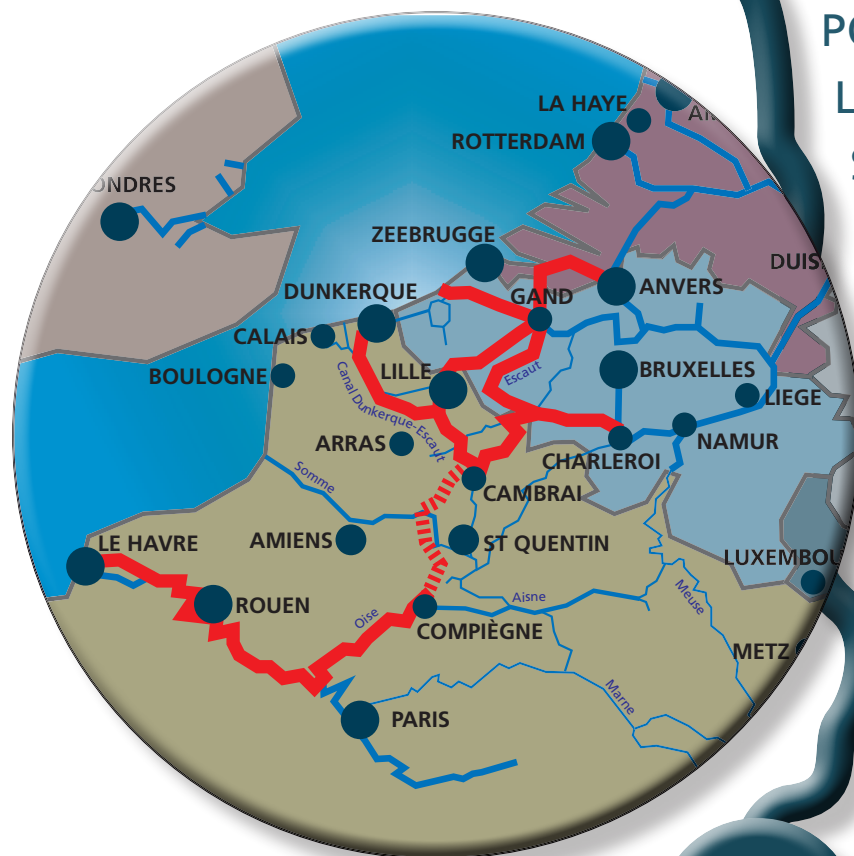 PO
L
S
LA HAYE
ROTTERDAM
ONDRES
ZEEBRUGGE
DUIS
DUNKERQUE
GAND
ANVERS
CALAIS
BOULOGNE
LILLE
Escaut
BRUXELLES
LIEGE
Canal Dunkerque-Escaut
ARRAS
NAMUR
CHARLEROI
Somme
CAMBRAI
LE HAVRE
AMIENS
ST QUENTIN
LUXEMBOU
ROUEN
Oise
Aisne
Meuse
COMPIÈGNE
METZ
Marne
PARIS